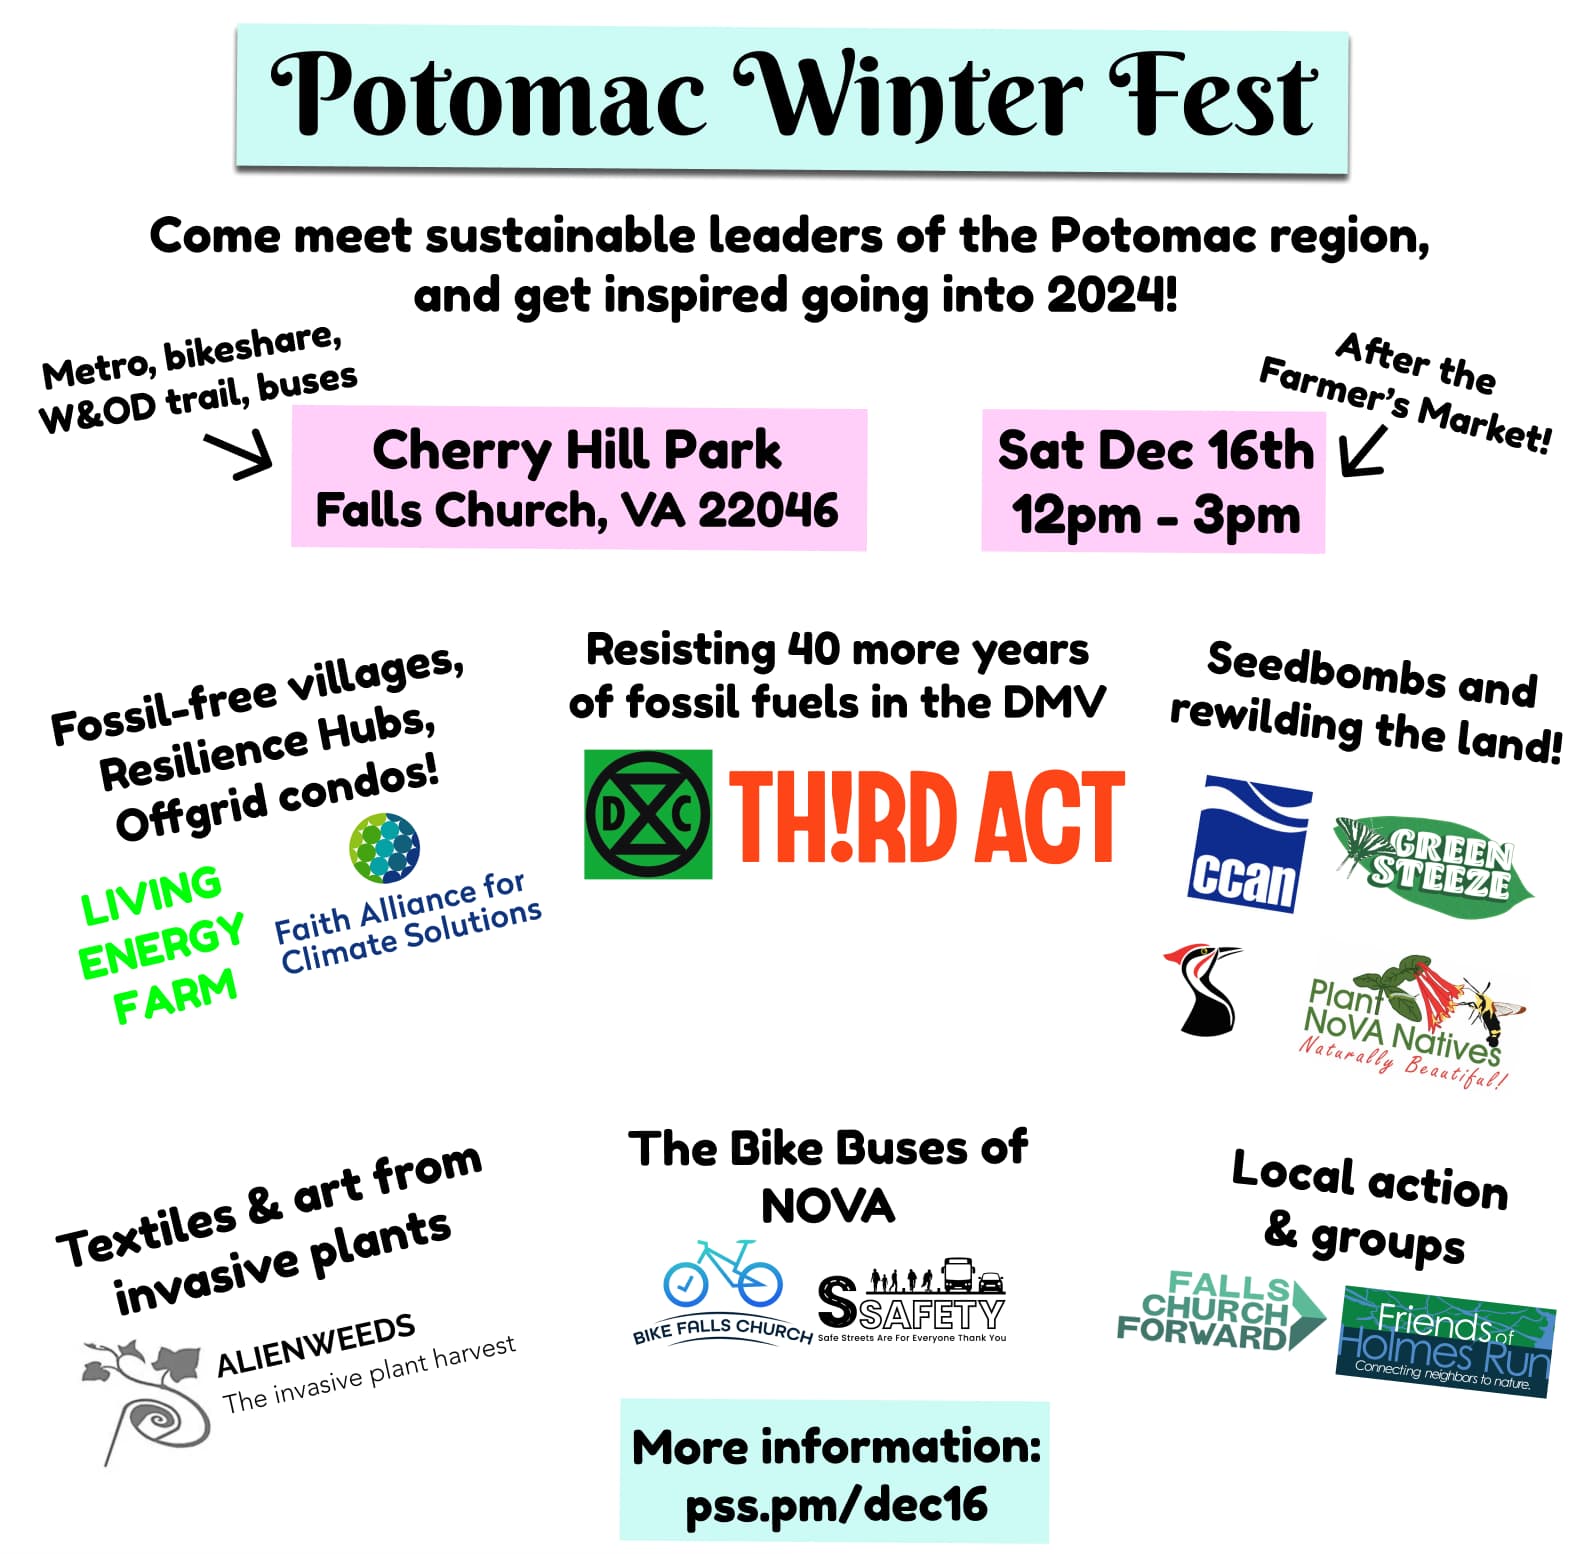 Potomac Winter Fest
Come meet sustainable leaders of the Potomac region,
and get inspired going into 2024!
Metro, bikeshare,
W&OD trail, buses
After the
Farmer's Market!
Cherry Hill Park
Falls Church, VA 22046
Sat Dec 16th
12pm - 3pm
Fossil-free villages,
Resilience Hubs,
Offgrid condos!
LIVING
ENERGY
FARM
Faith Alliance for
Climate Solutions
Resisting 40 more years
of fossil fuels in the DMV
D C
TH!RD ACT
Seedbombs and
rewilding the land!
ccan
GREEN
STEEZE
Plant
NoVA Natives
Naturally Beautiful!
Textiles & art from
invasive plants
ALIENWEEDS
The invasive plant harvest
The Bike Buses of
NOVA
BIKE FALLS CHURCH
SSAFETY
Safe Streets Are For Everyone Thank You
Local action
& groups
FALLS
CHURCH
FORWARD
Friends of
Holmes Run
Connecting neighbors to nature.
More information:
pss.pm/dec16